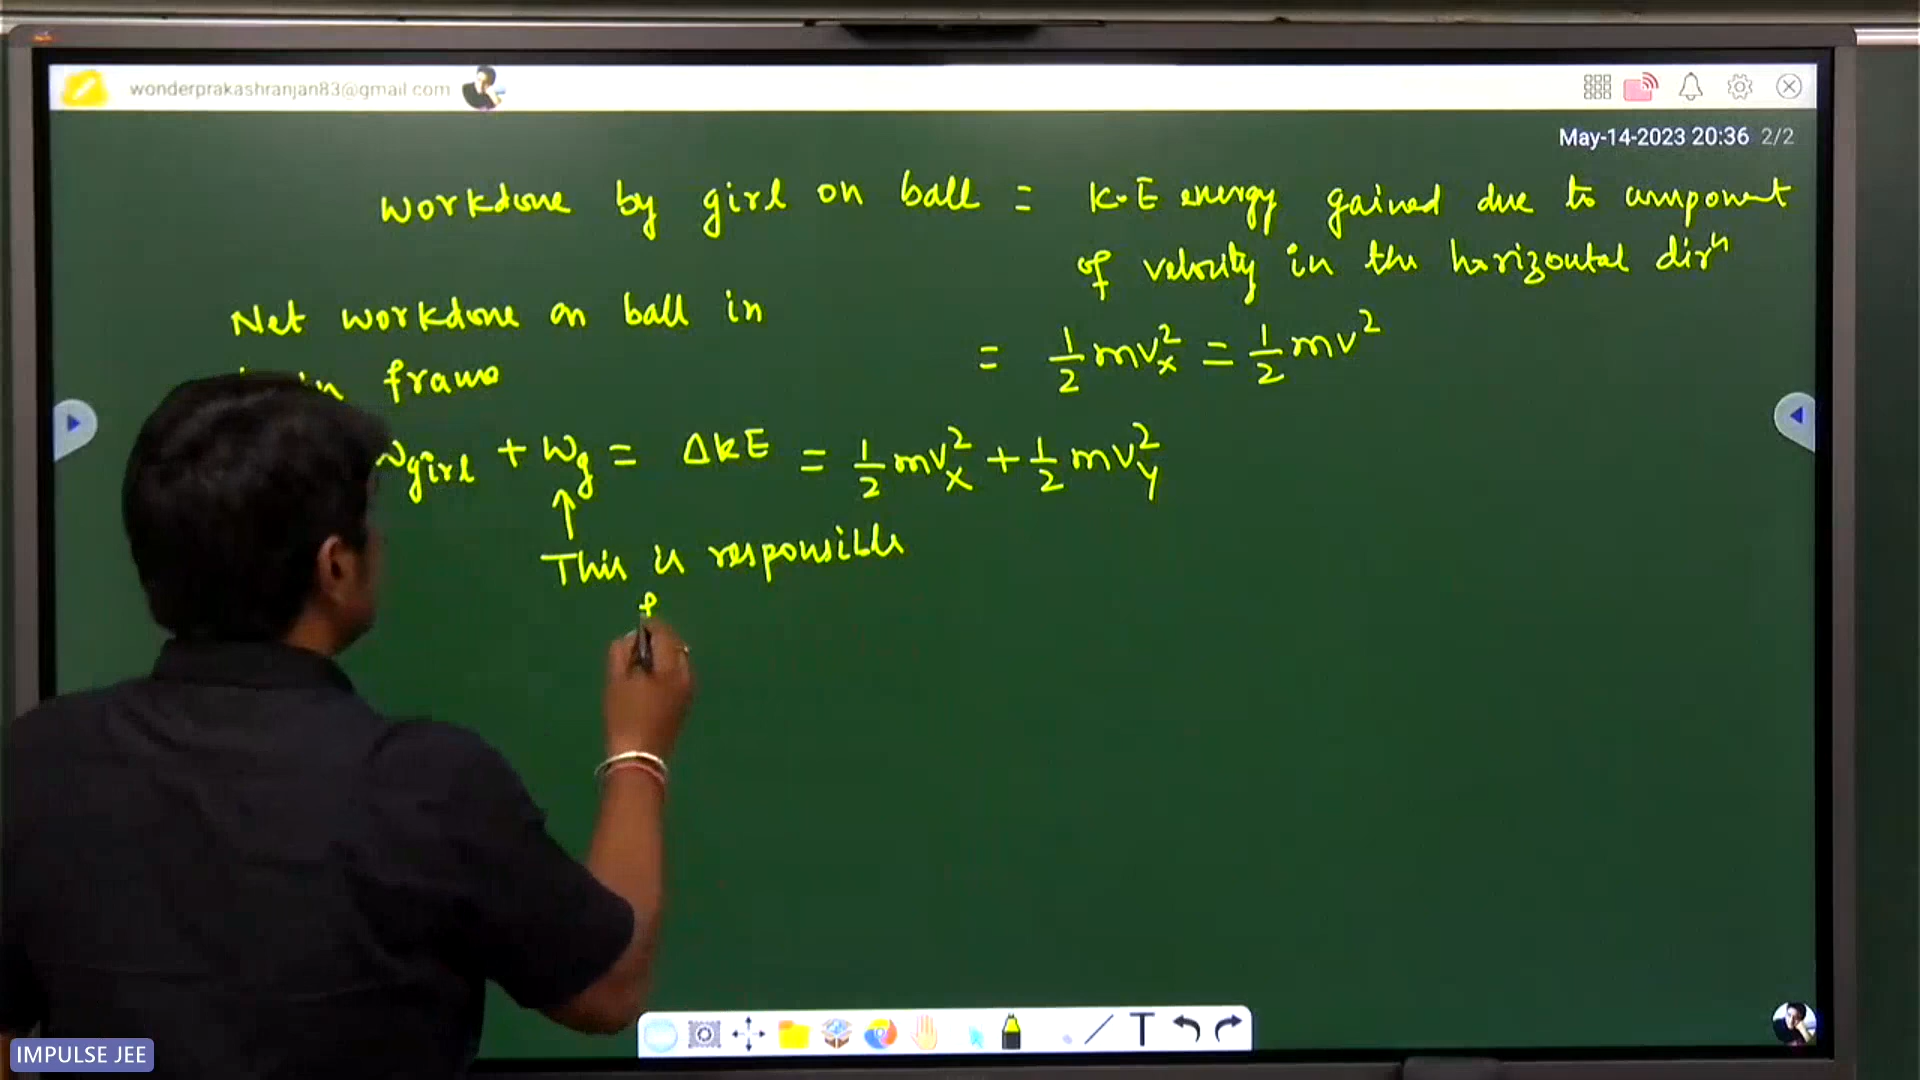 wonderprakashranjan83@gmail.com
May-14-2023 20:36 2/2
Workdone by girl on ball = K.E energy gained due to component
of velocity in the horizontal dirⁿ
= 1/2 mvₓ² = 1/2 mv²
Net workdone on ball in
frame
girl + Wg = ΔKE = 1/2 mvₓ² + 1/2 mv_y²
↑
This is responsible
T
IMPULSE JEE